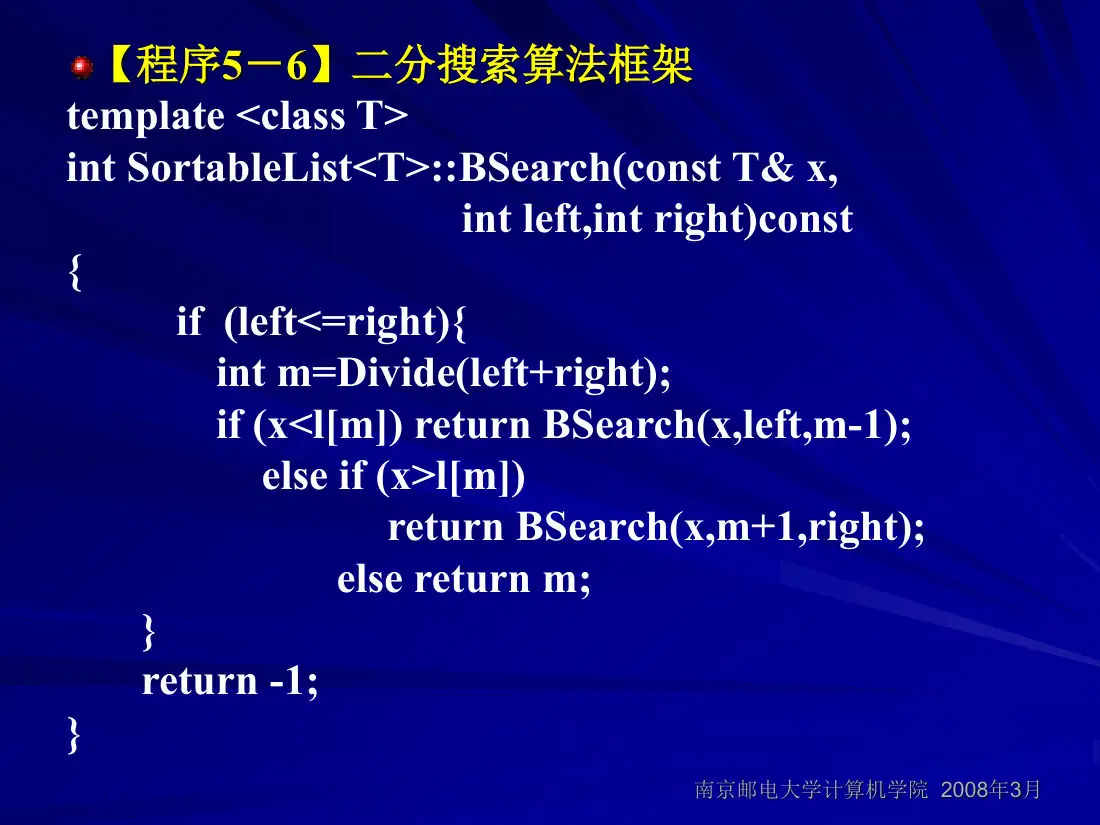 【程序5－6】二分搜索算法框架
template <class T>
int SortableList<T>::BSearch(const T& x,
int left,int right)const
{
if (left<=right){
int m=Divide(left+right);
if (x<l[m]) return BSearch(x,left,m-1);
else if (x>l[m])
return BSearch(x,m+1,right);
else return m;
}
return -1;
}
南京邮电大学计算机学院 2008年3月